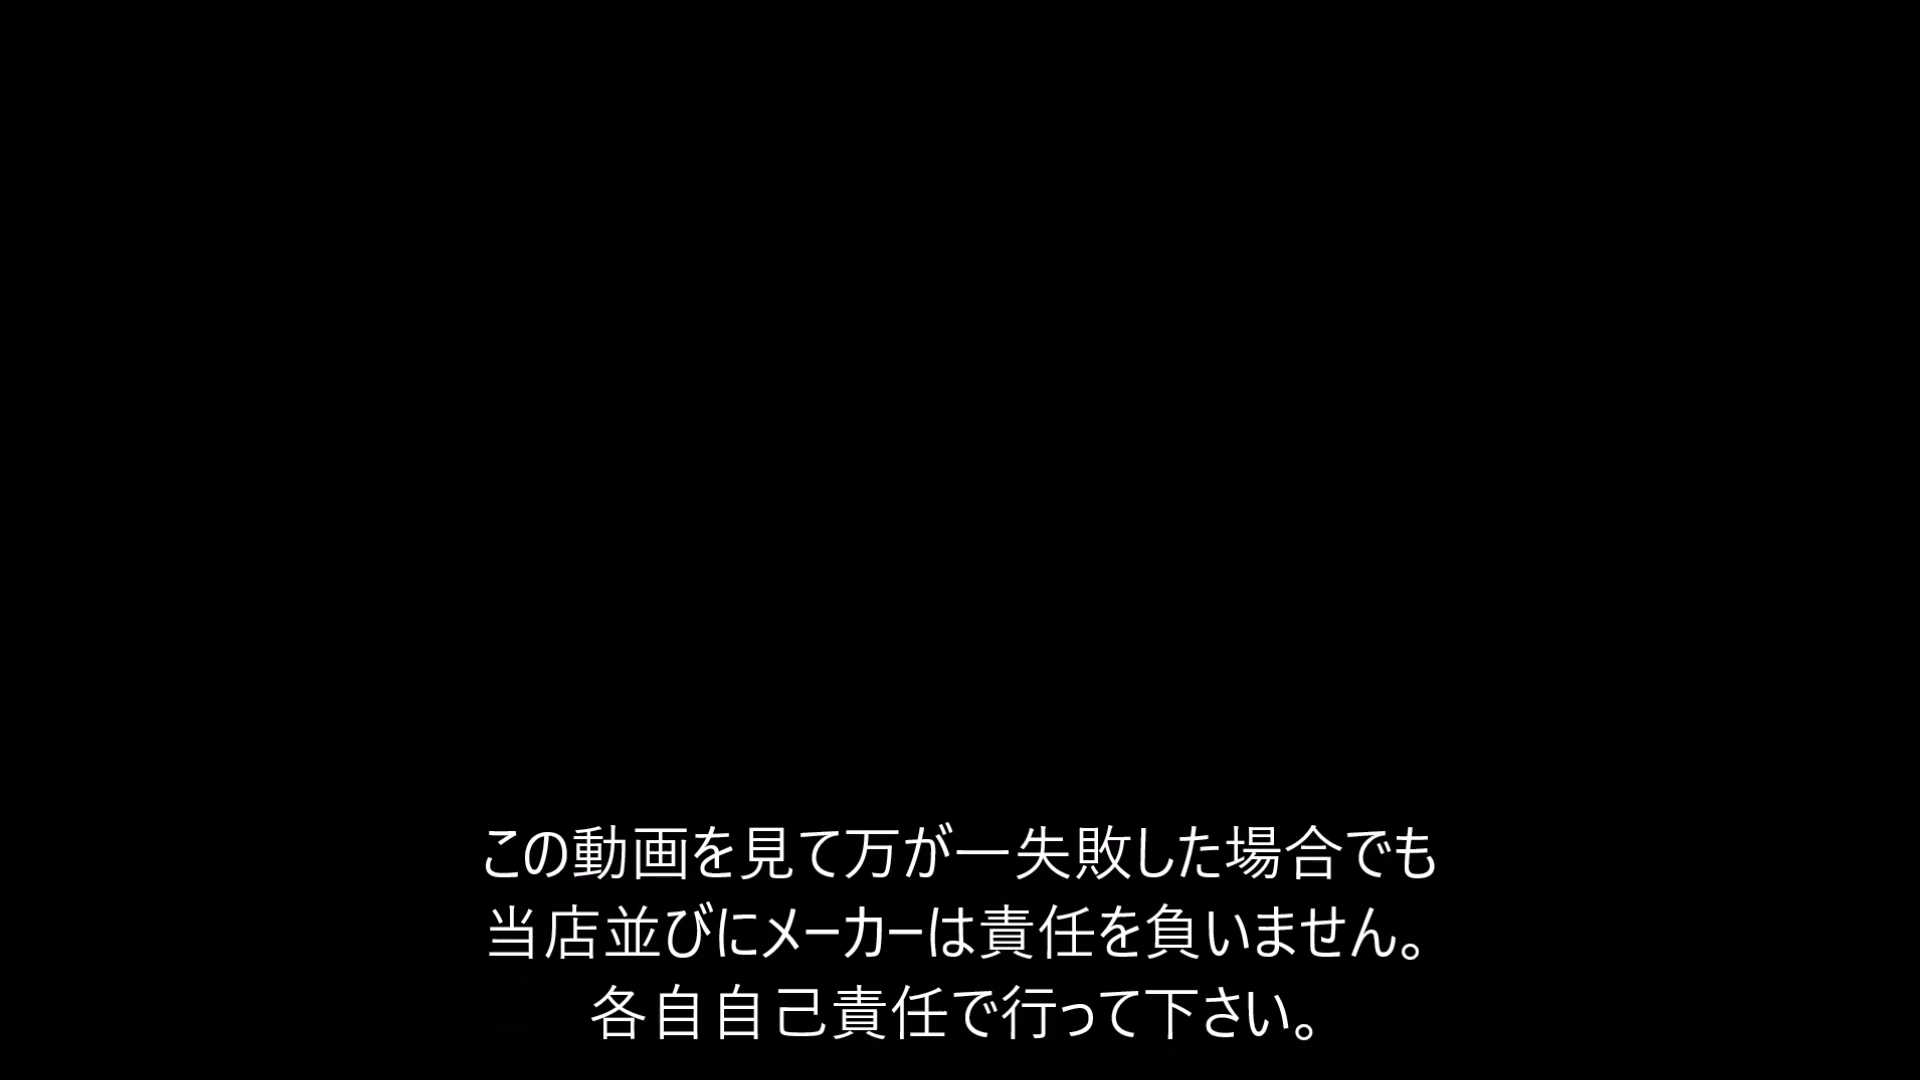 この動画を見て万が一失敗した場合でも
当店並びにメーカーは責任を負いません。
各自自己責任で行って下さい。